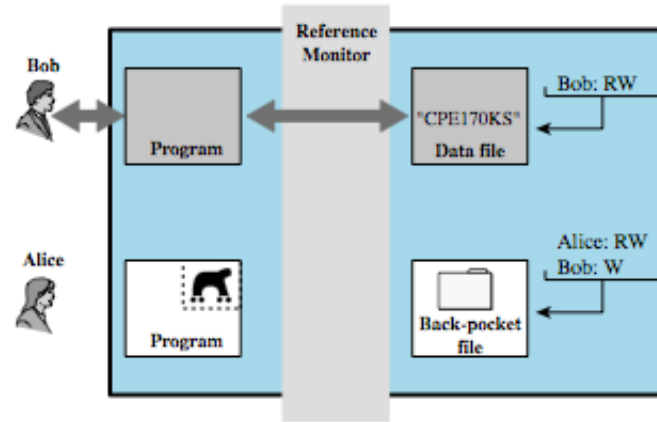 Reference
Monitor
Bob
Program
"CPE170KS"
Data file
Bob: RW
Alice
Program
Back-pocket
file
Alice: RW
Bob: W